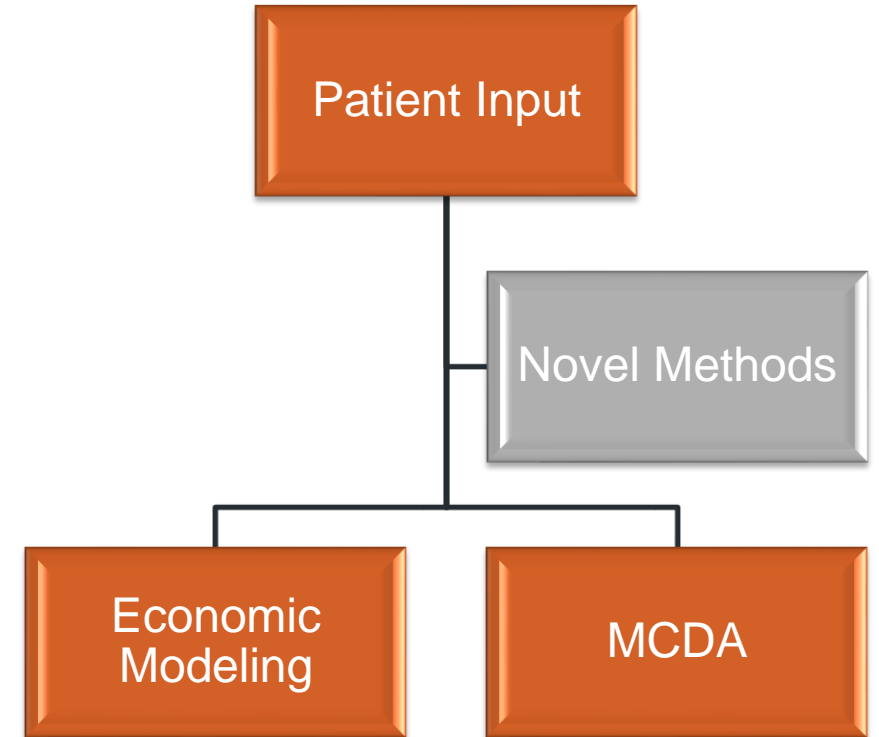 Patient Input
Novel Methods
Economic
Modeling
MCDA